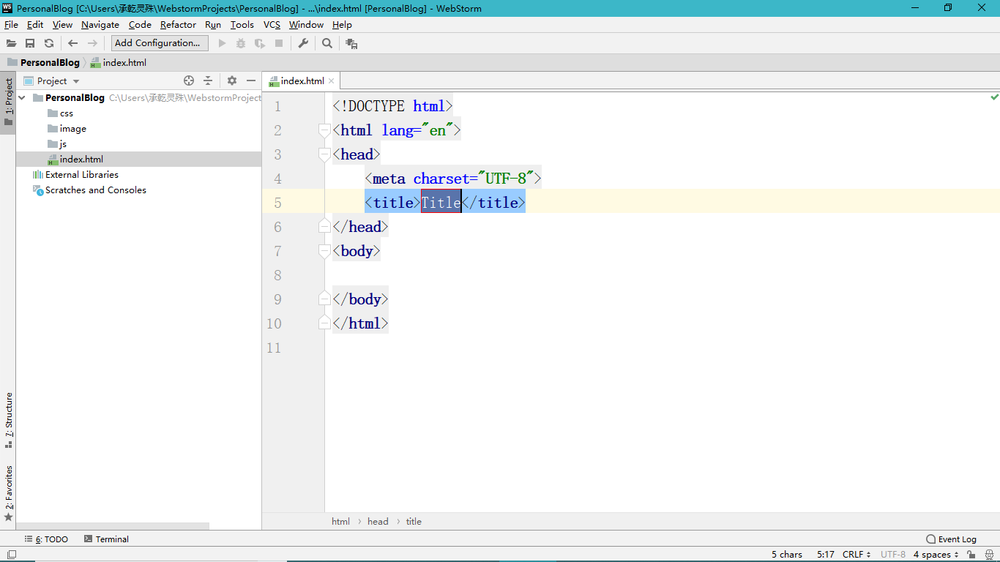 PersonalBlog [C:\Users\承乾灵殊\WebstormProjects\PersonalBlog] - ...\index.html [PersonalBlog] - WebStorm
File Edit View Navigate Code Refactor Run Tools VCS Window Help
Add Configuration...
PersonalBlog index.html
1: Project
Project
PersonalBlog C:\Users\承乾灵殊\WebstormProject
css
image
js
index.html
External Libraries
Scratches and Consoles
index.html
1 <!DOCTYPE html>
2 <html lang="en">
3 <head>
4 <meta charset="UTF-8">
5 <title>Title</title>
6 </head>
7 <body>
8
9 </body>
10 </html>
11
7: Structure
2: Favorites
html › head › title
6: TODO Terminal Event Log
5 chars 5:17 CRLF UTF-8 4 spaces